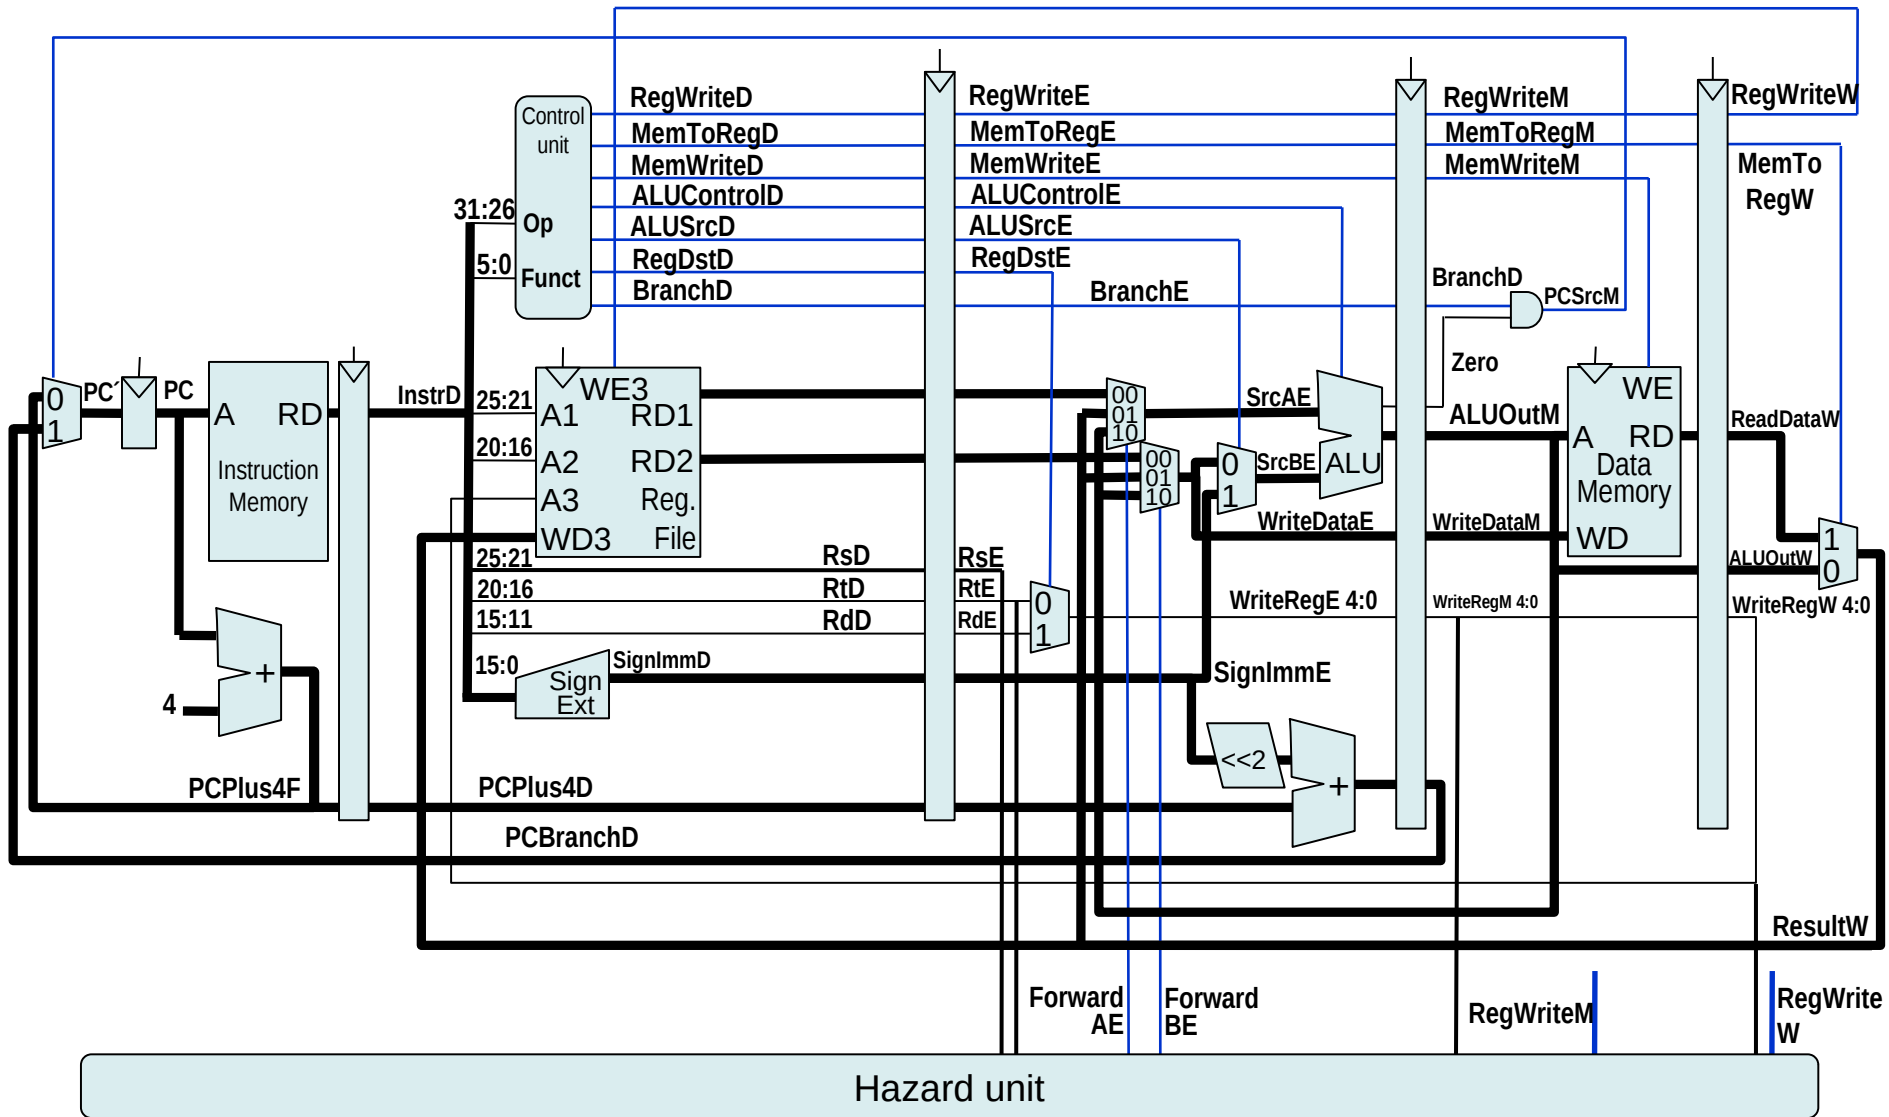 RegWriteD
RegWriteE
RegWriteM
RegWriteW
Control
unit
MemToRegD
MemToRegE
MemToRegM
MemWriteD
MemWriteE
MemWriteM
MemTo
RegW
ALUControlD
ALUControlE
31:26
Op
ALUSrcD
ALUSrcE
5:0
Funct
RegDstD
RegDstE
BranchD
BranchE
BranchD
PCSrcM
Zero
0
1
PC´
PC
A
RD
Instruction
Memory
InstrD
25:21
20:16
WE3
A1
RD1
A2
RD2
A3
Reg.
WD3
File
00
01
10
00
01
10
SrcAE
0
1
SrcBE
ALU
ALUOutM
WE
A
RD
Data
Memory
WD
ReadDataW
WriteDataE
WriteDataM
1
0
ALUOutW
25:21
RsD
RsE
20:16
RtD
RtE
15:11
RdD
RdE
0
1
WriteRegE 4:0
WriteRegM 4:0
WriteRegW 4:0
15:0
Sign
Ext
SignImmD
SignImmE
+
4
<<2
+
PCPlus4F
PCPlus4D
PCBranchD
ResultW
Forward
AE
Forward
BE
RegWriteM
RegWrite
W
Hazard unit